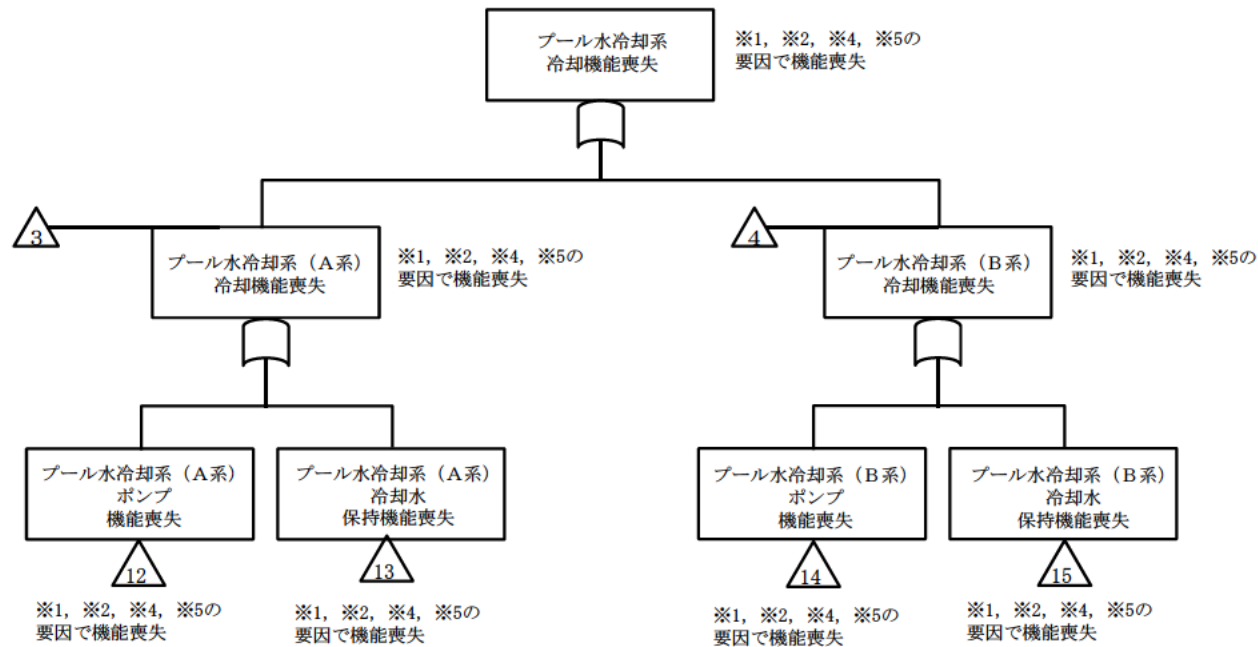 プール水冷却系
冷却機能喪失
※1，※2，※4，※5の
要因で機能喪失
3
プール水冷却系（A系）
冷却機能喪失
※1，※2，※4，※5の
要因で機能喪失
4
プール水冷却系（B系）
冷却機能喪失
※1，※2，※4，※5の
要因で機能喪失
プール水冷却系（A系）
ポンプ
機能喪失
12
※1，※2，※4，※5の
要因で機能喪失
プール水冷却系（A系）
冷却水
保持機能喪失
13
※1，※2，※4，※5の
要因で機能喪失
プール水冷却系（B系）
ポンプ
機能喪失
14
※1，※2，※4，※5の
要因で機能喪失
プール水冷却系（B系）
冷却水
保持機能喪失
15
※1，※2，※4，※5の
要因で機能喪失